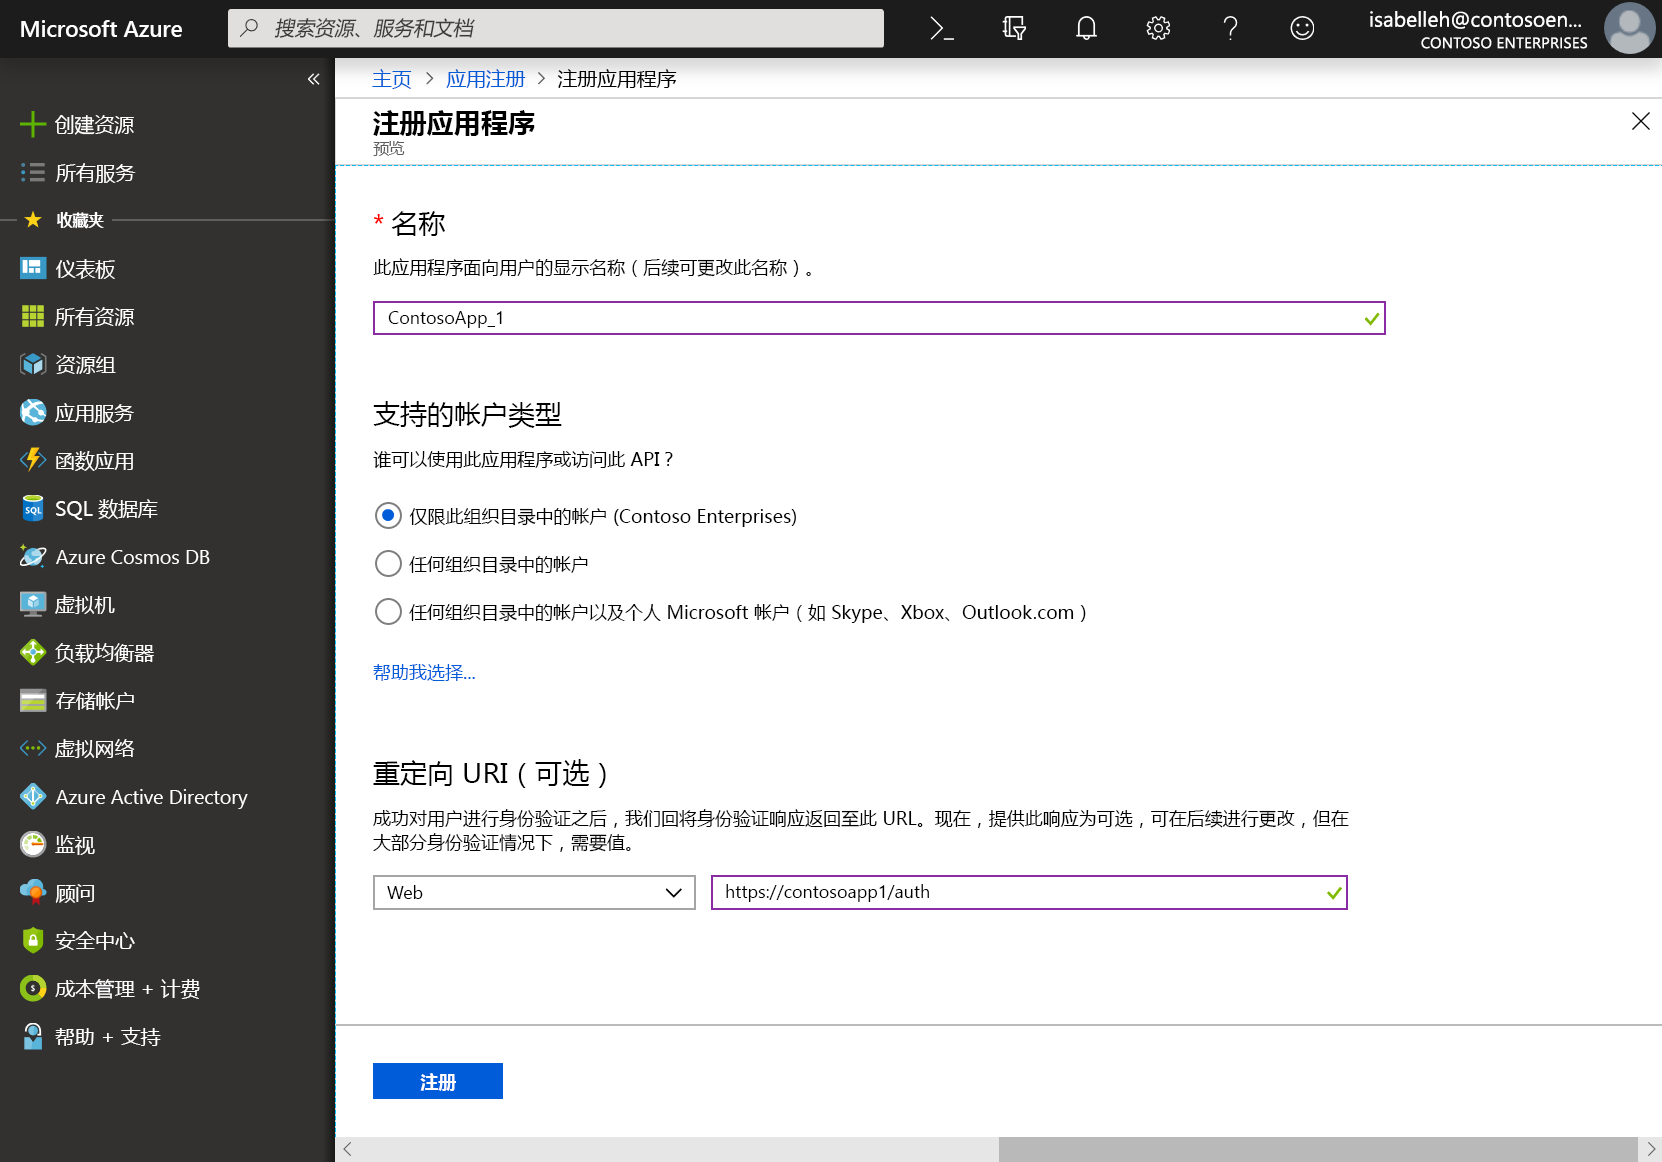 Microsoft Azure
搜索资源、服务和文档
isabelleh@contosoen...
CONTOSO ENTERPRISES
主页 > 应用注册 > 注册应用程序
注册应用程序
预览
创建资源
所有服务
收藏夹
仪表板
所有资源
资源组
应用服务
函数应用
SQL 数据库
Azure Cosmos DB
虚拟机
负载均衡器
存储帐户
虚拟网络
Azure Active Directory
监视
顾问
安全中心
成本管理 + 计费
帮助 + 支持
* 名称
此应用程序面向用户的显示名称（后续可更改此名称）。
ContosoApp_1
支持的帐户类型
谁可以使用此应用程序或访问此 API？
仅限此组织目录中的帐户 (Contoso Enterprises)
任何组织目录中的帐户
任何组织目录中的帐户以及个人 Microsoft 帐户（如 Skype、Xbox、Outlook.com）
帮助我选择...
重定向 URI（可选）
成功对用户进行身份验证之后，我们回将身份验证响应返回至此 URL。现在，提供此响应为可选，可在后续进行更改，但在
大部分身份验证情况下，需要值。
Web
https://contosoapp1/auth
注册